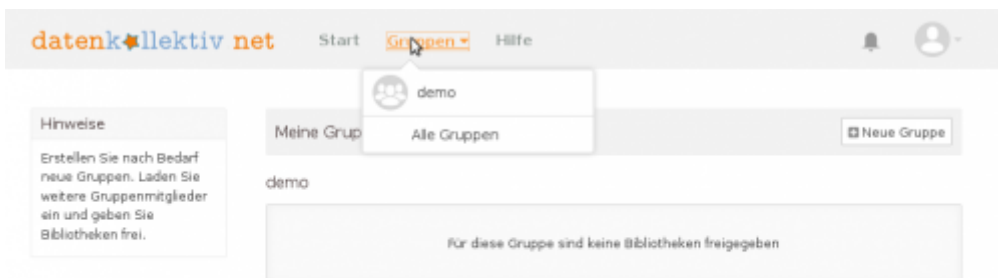 datenkollektiv net Start Gruppen Hilfe
demo
Alle Gruppen
Hinweise
Erstellen Sie nach Bedarf
neue Gruppen. Laden Sie
weitere Gruppenmitglieder
ein und geben Sie
Bibliotheken frei.
Meine Grup
Neue Gruppe
demo
Für diese Gruppe sind keine Bibliotheken freigegeben